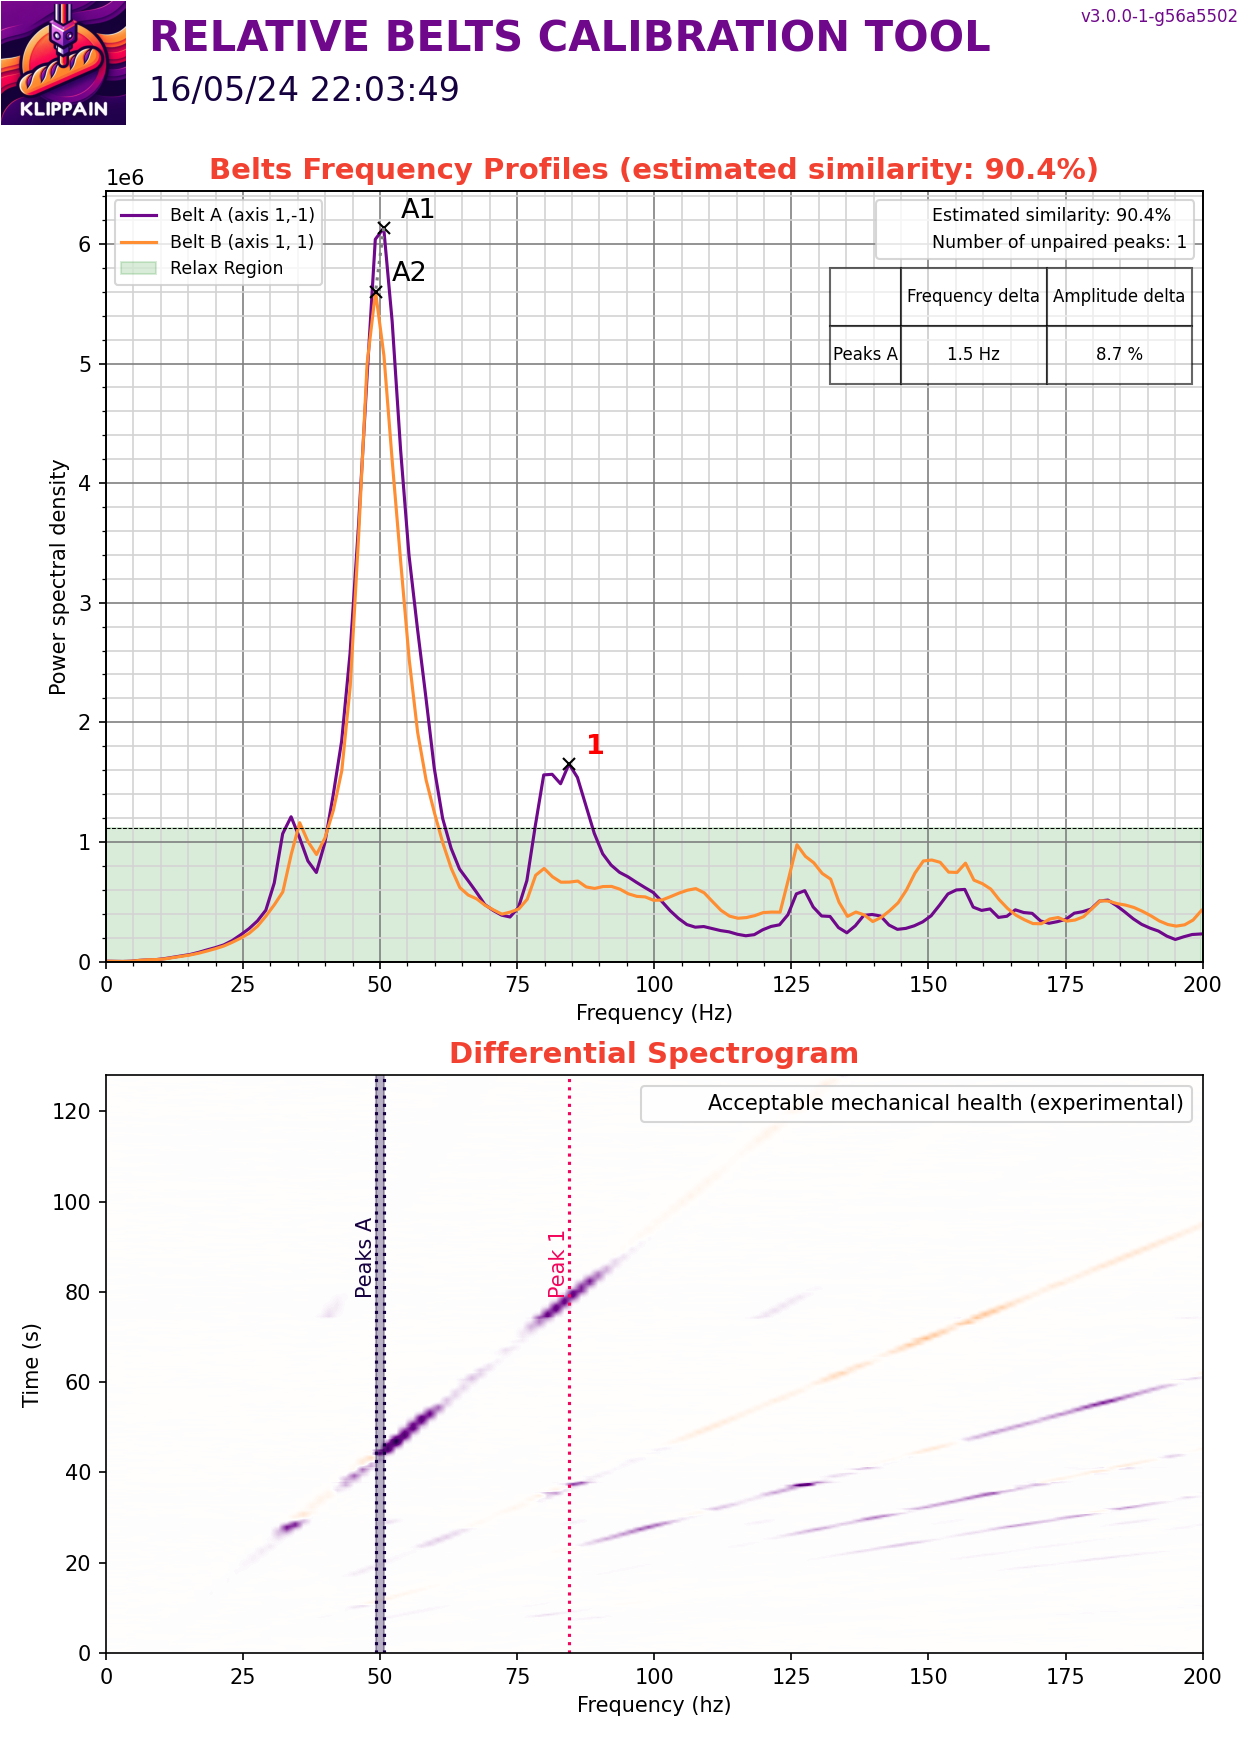 v3.0.0-1-g56a5502
RELATIVE BELTS CALIBRATION TOOL
16/05/24 22:03:49
KLIPPAIN
Belts Frequency Profiles (estimated similarity: 90.4%)
1e6
Belt A (axis 1,-1)
Belt B (axis 1, 1)
Relax Region
A1
A2
1
Estimated similarity: 90.4%
Number of unpaired peaks: 1
Frequency delta Amplitude delta
Peaks A 1.5 Hz 8.7 %
6
5
4
3
2
1
0
Power spectral density
0 25 50 75 100 125 150 175 200
Frequency (Hz)
Differential Spectrogram
Acceptable mechanical health (experimental)
Peaks A
Peak 1
120
100
80
60
40
20
0
Time (s)
0 25 50 75 100 125 150 175 200
Frequency (hz)